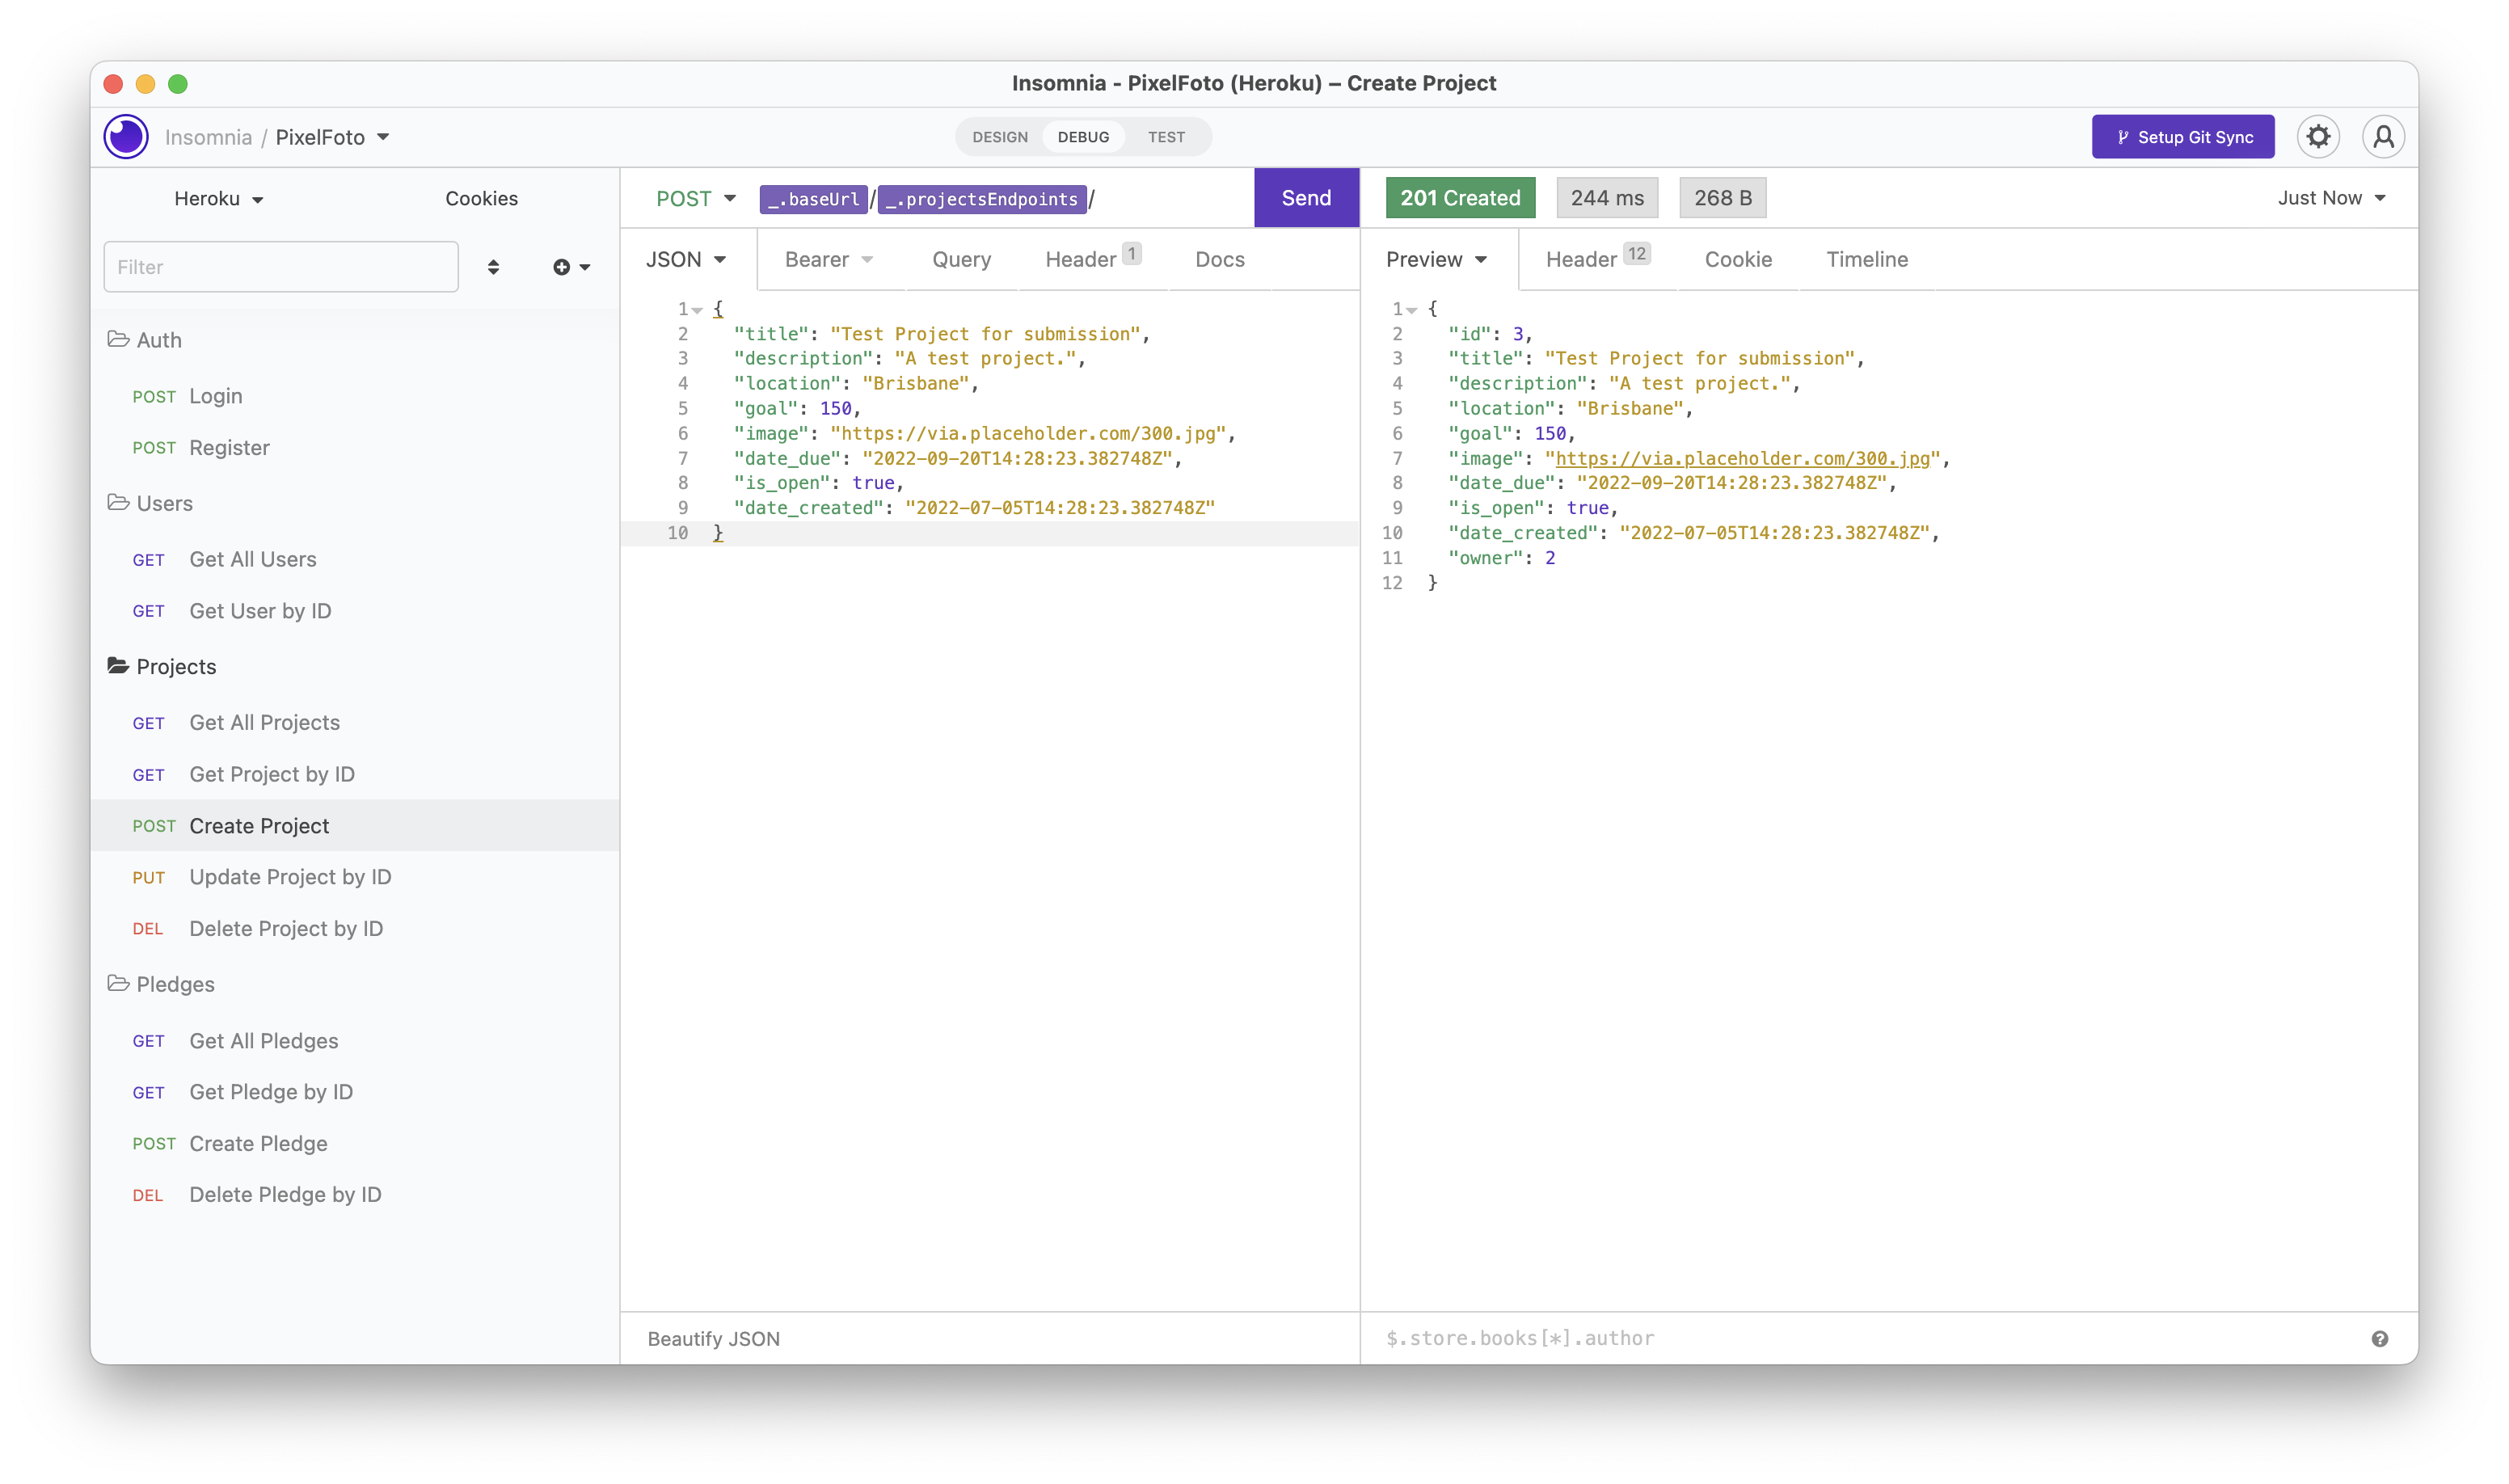 Insomnia - PixelFoto (Heroku) – Create Project
Insomnia / PixelFoto
DESIGN DEBUG TEST
Setup Git Sync
Heroku Cookies
Filter
Auth
POST Login
POST Register
Users
GET Get All Users
GET Get User by ID
Projects
GET Get All Projects
GET Get Project by ID
POST Create Project
PUT Update Project by ID
DEL Delete Project by ID
Pledges
GET Get All Pledges
GET Get Pledge by ID
POST Create Pledge
DEL Delete Pledge by ID
POST _.baseUrl/_.projectsEndpoints/ Send
JSON Bearer Query Header 1 Docs
1 {
2 "title": "Test Project for submission",
3 "description": "A test project.",
4 "location": "Brisbane",
5 "goal": 150,
6 "image": "https://via.placeholder.com/300.jpg",
7 "date_due": "2022-09-20T14:28:23.382748Z",
8 "is_open": true,
9 "date_created": "2022-07-05T14:28:23.382748Z"
10 }
Beautify JSON
201 Created 244 ms 268 B Just Now
Preview Header 12 Cookie Timeline
1 {
2 "id": 3,
3 "title": "Test Project for submission",
4 "description": "A test project.",
5 "location": "Brisbane",
6 "goal": 150,
7 "image": "https://via.placeholder.com/300.jpg",
8 "date_due": "2022-09-20T14:28:23.382748Z",
9 "is_open": true,
10 "date_created": "2022-07-05T14:28:23.382748Z",
11 "owner": 2
12 }
$.store.books[*].author